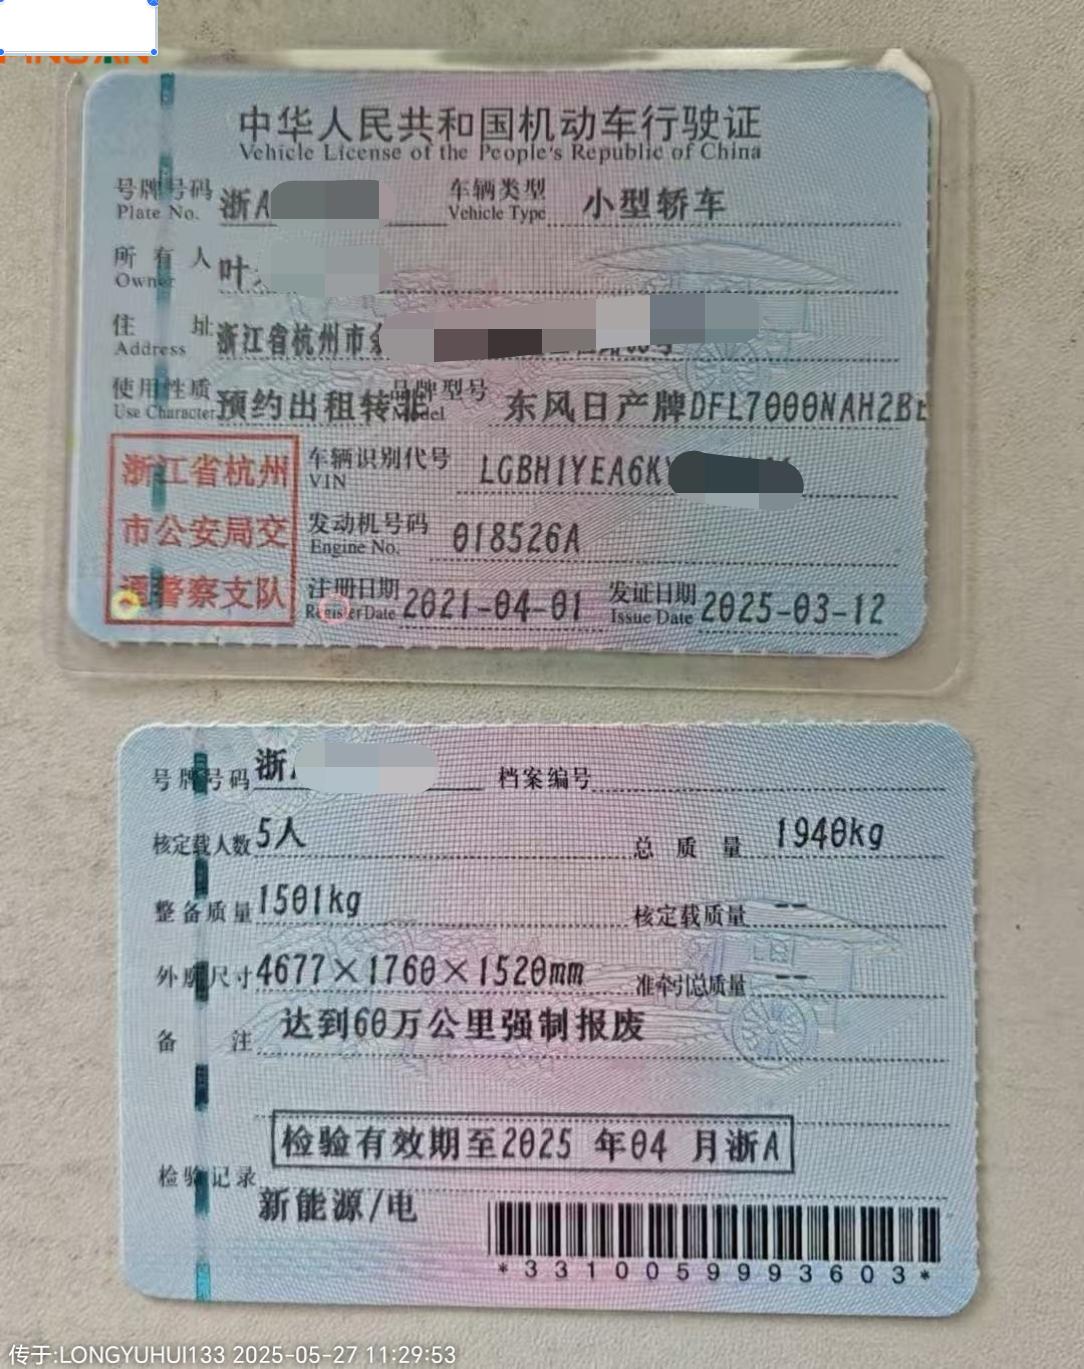 中华人民共和国机动车行驶证
Vehicle License of the People's Republic of China
号牌号码 浙A 车辆类型 小型轿车
Plate No. Vehicle Type
所有人 叶
Owner
住址 浙江省杭州市
Address
使用性质 预约出租转非 品牌型号 东风日产牌DFL7000NAH2B
Use Character
浙江省杭州
市公安局交
通警察支队
车辆识别代号 LGBH1YEA6K
VIN
发动机号码 018526A
Engine No.
注册日期 2021-04-01 发证日期 2025-03-12
Register Date Issue Date
号牌号码 浙 档案编号
核定载人数 5人 总质量 1940kg
整备质量 1501kg 核定载质量 --
外廓尺寸 4677×1760×1520mm 准牵引总质量 --
备注 达到60万公里强制报废
检验有效期至2025 年04 月浙A
检验记录
新能源/电
*3310059993603*
传于:LONGYUHUI133 2025-05-27 11:29:53